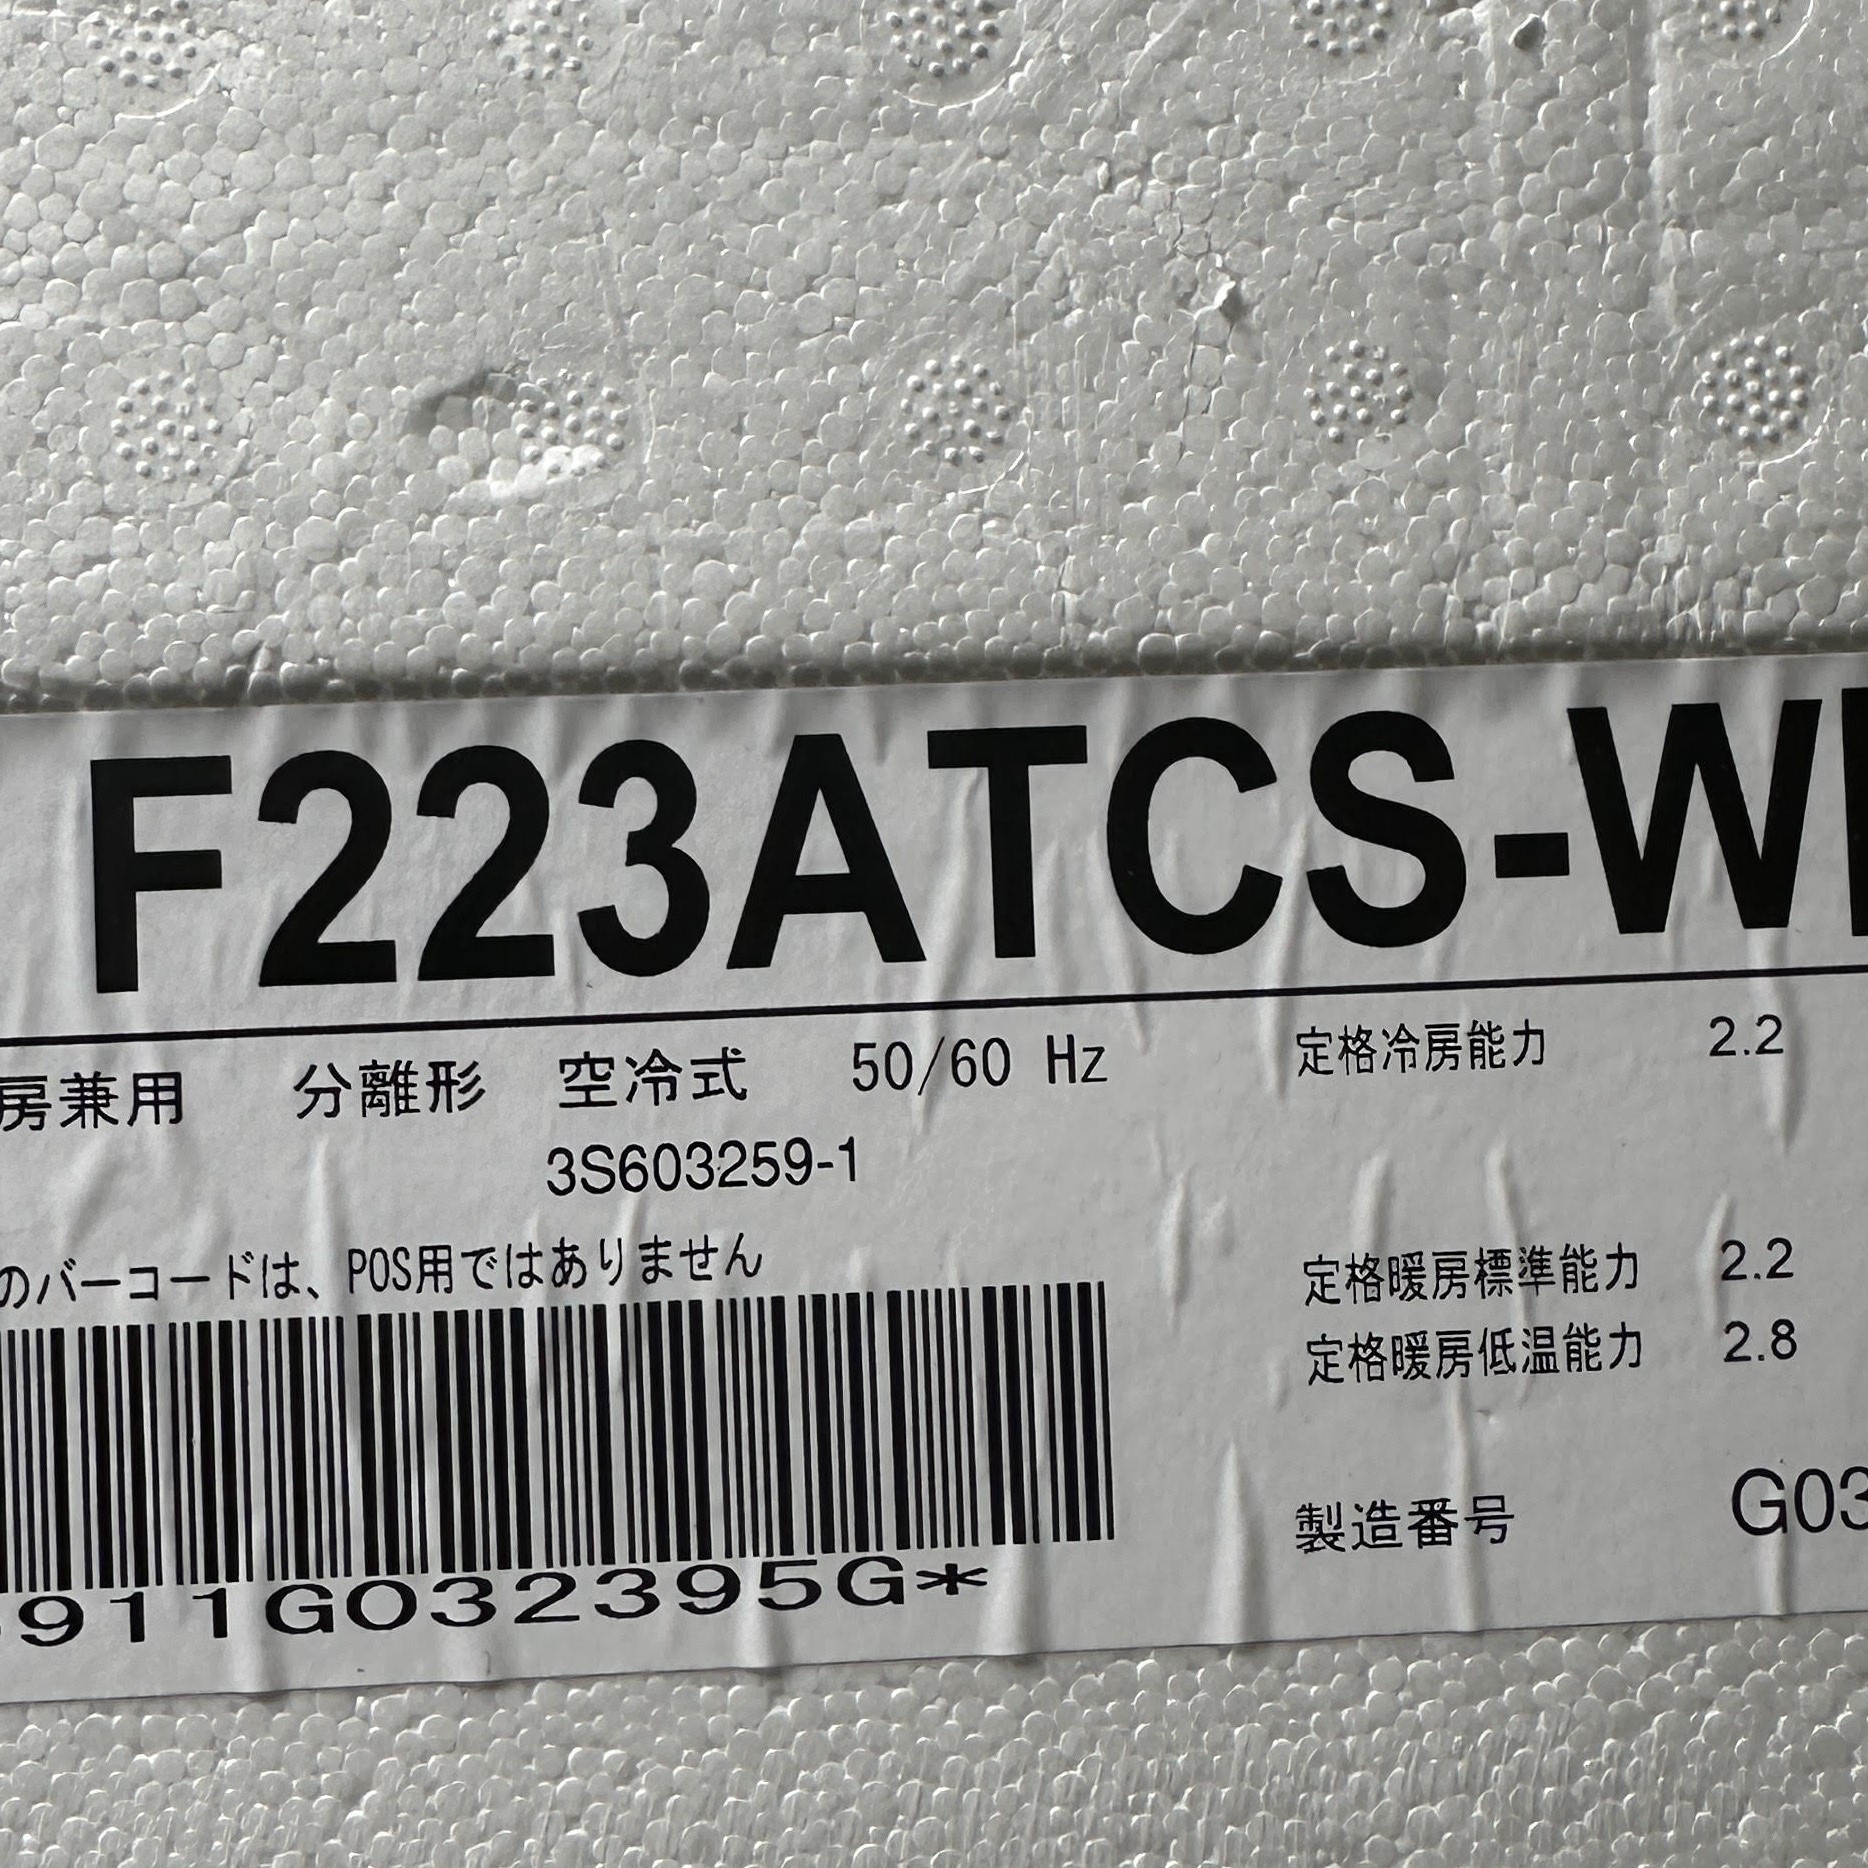 F223ATCS-W
房兼用 分離形 空冷式 50/60 Hz
3S603259-1
のバーコードは、POS用ではありません
911G032395G*
定格冷房能力 2.2
定格暖房標準能力 2.2
定格暖房低温能力 2.8
製造番号 G03